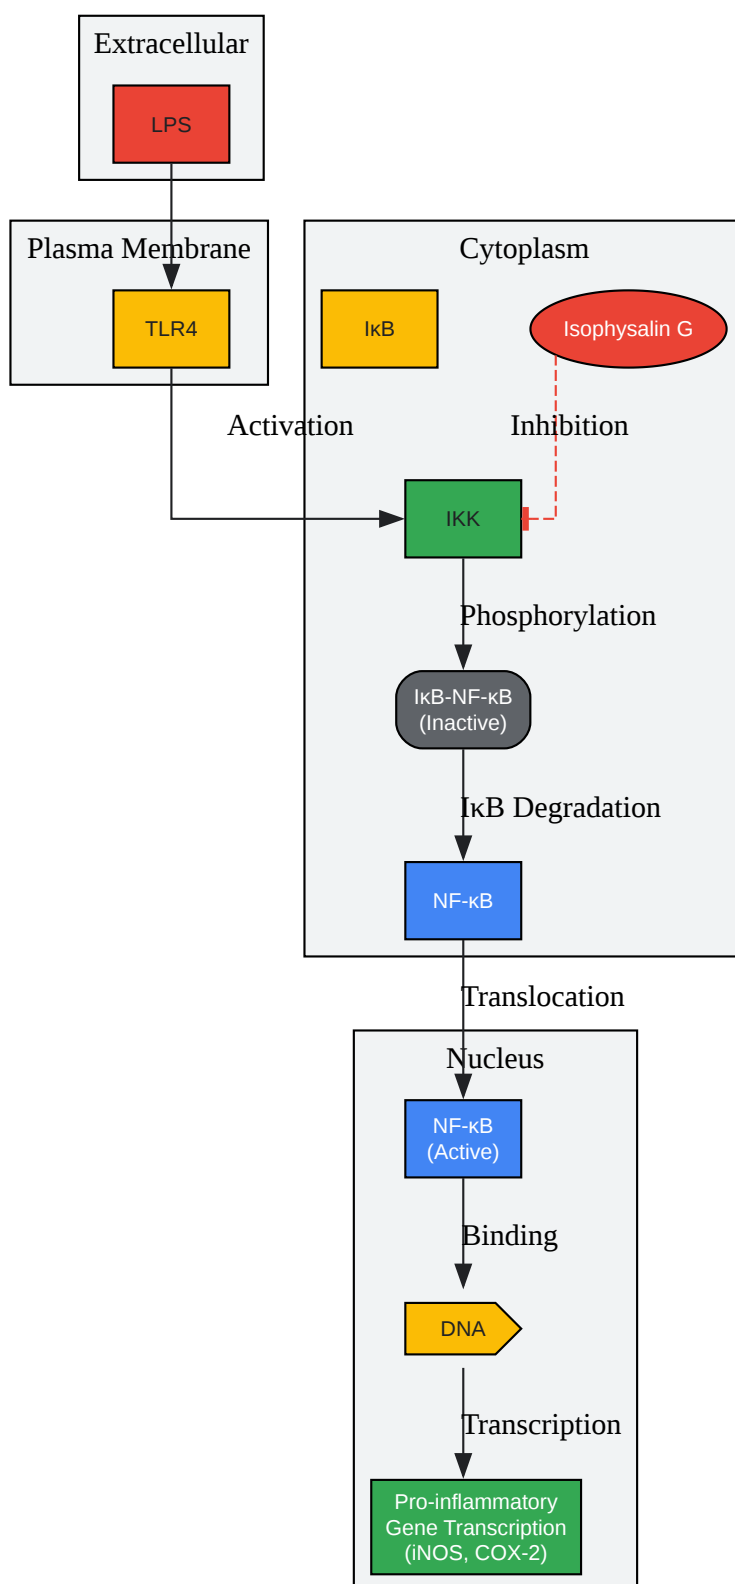 Extracellular
LPS
Plasma Membrane
Cytoplasm
TLR4
IκB
Isophysalin G
Activation
Inhibition
IKK
Phosphorylation
IκB-NF-κB
(Inactive)
IκB Degradation
NF-κB
Translocation
Nucleus
NF-κB
(Active)
Binding
DNA
Transcription
Pro-inflammatory
Gene Transcription
(iNOS, COX-2)